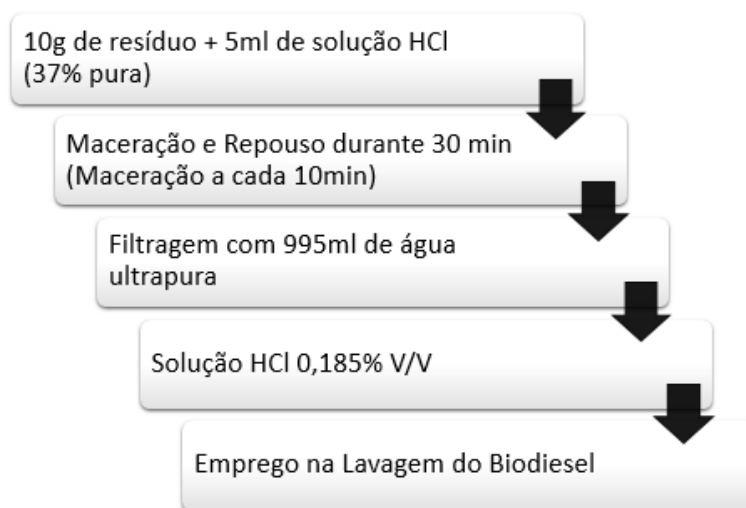 10g de resíduo + 5ml de solução HCl
(37% pura)
Maceração e Repouso durante 30 min
(Maceração a cada 10min)
Filtragem com 995ml de água
ultrapura
Solução HCl 0,185% V/V
Emprego na Lavagem do Biodiesel